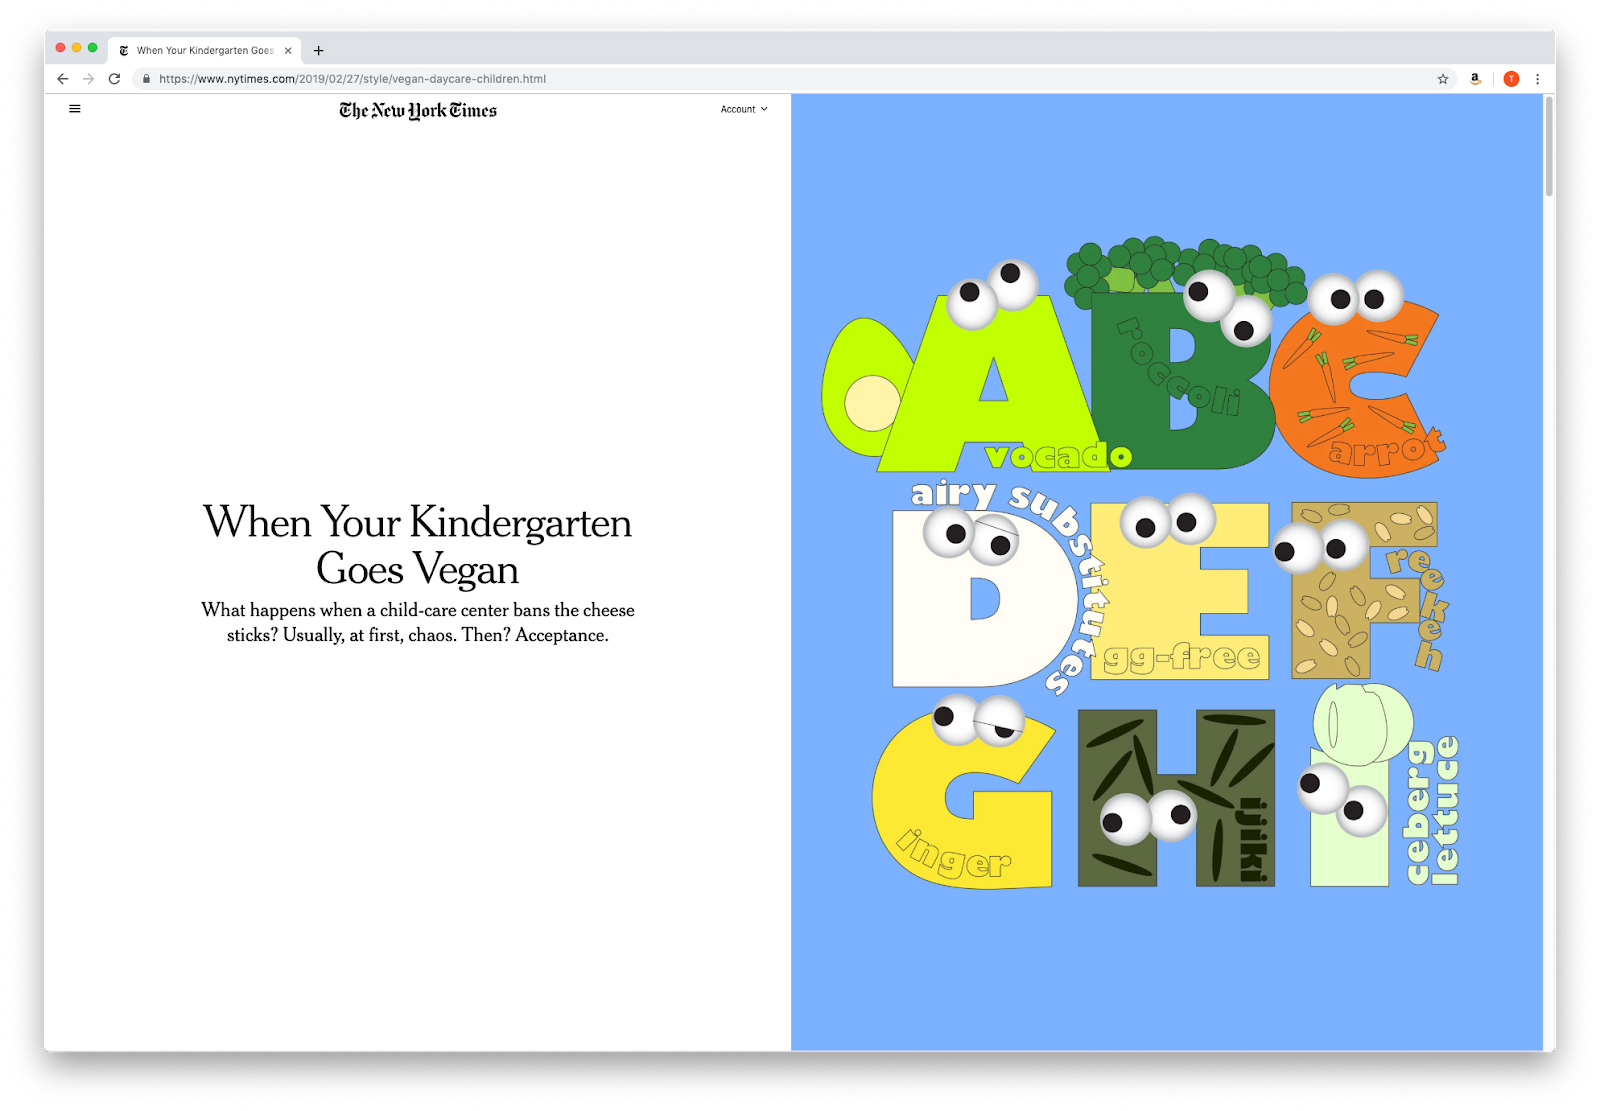 When Your Kindergarten Goes
https://www.nytimes.com/2019/02/27/style/vegan-daycare-children.html
a
T
The New York Times
Account
When Your Kindergarten
Goes Vegan
What happens when a child-care center bans the cheese
sticks? Usually, at first, chaos. Then? Acceptance.
A
vocado
B
roccoli
C
arrot
D
airy substitutes
E
gg-free
F
reekeh
G
inger
H
ijiki
I
ceberg
lettuce